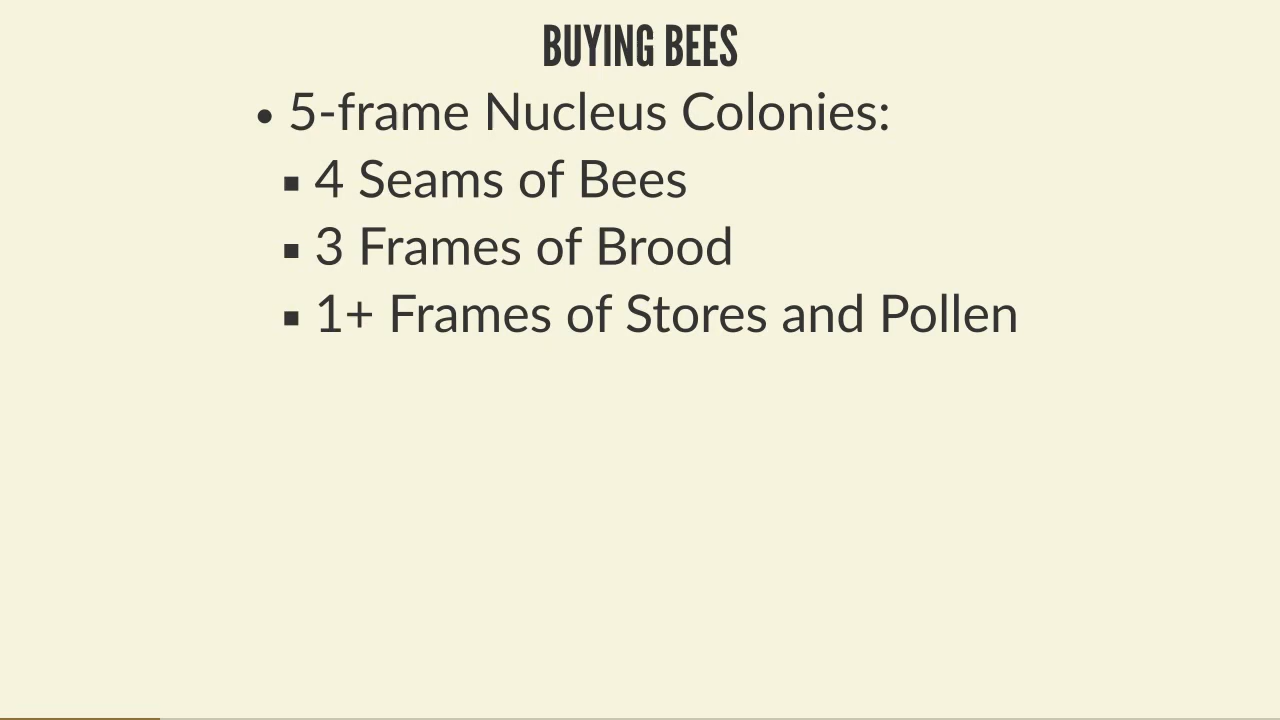 BUYING BEES
• 5-frame Nucleus Colonies:
▪ 4 Seams of Bees
▪ 3 Frames of Brood
▪ 1+ Frames of Stores and Pollen